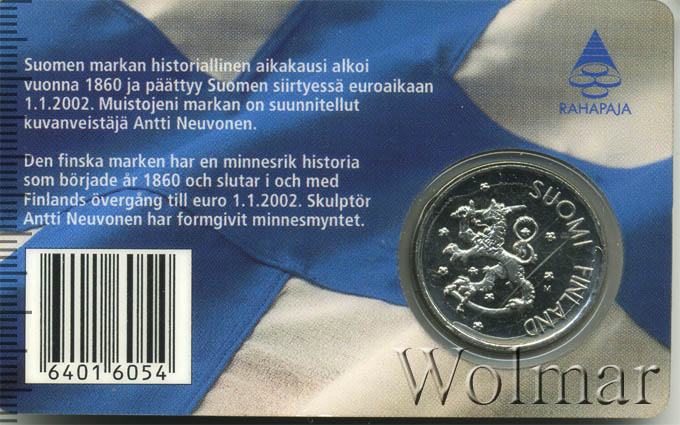 Suomen markan historiallinen aikakausi alkoi
vuonna 1860 ja päättyy Suomen siirtyessä euroaikaan
1.1.2002. Muistojeni markan on suunnitellut
kuvanveistäjä Antti Neuvonen.
Den finska marken har en minnesrik historia
som började år 1860 och slutar i och med
Finlands övergång till euro 1.1.2002. Skulptör
Antti Neuvonen har formgivit minnesmyntet.
RAHAPAJA
SUOMI FINLAND
M
64016054
Wolmar